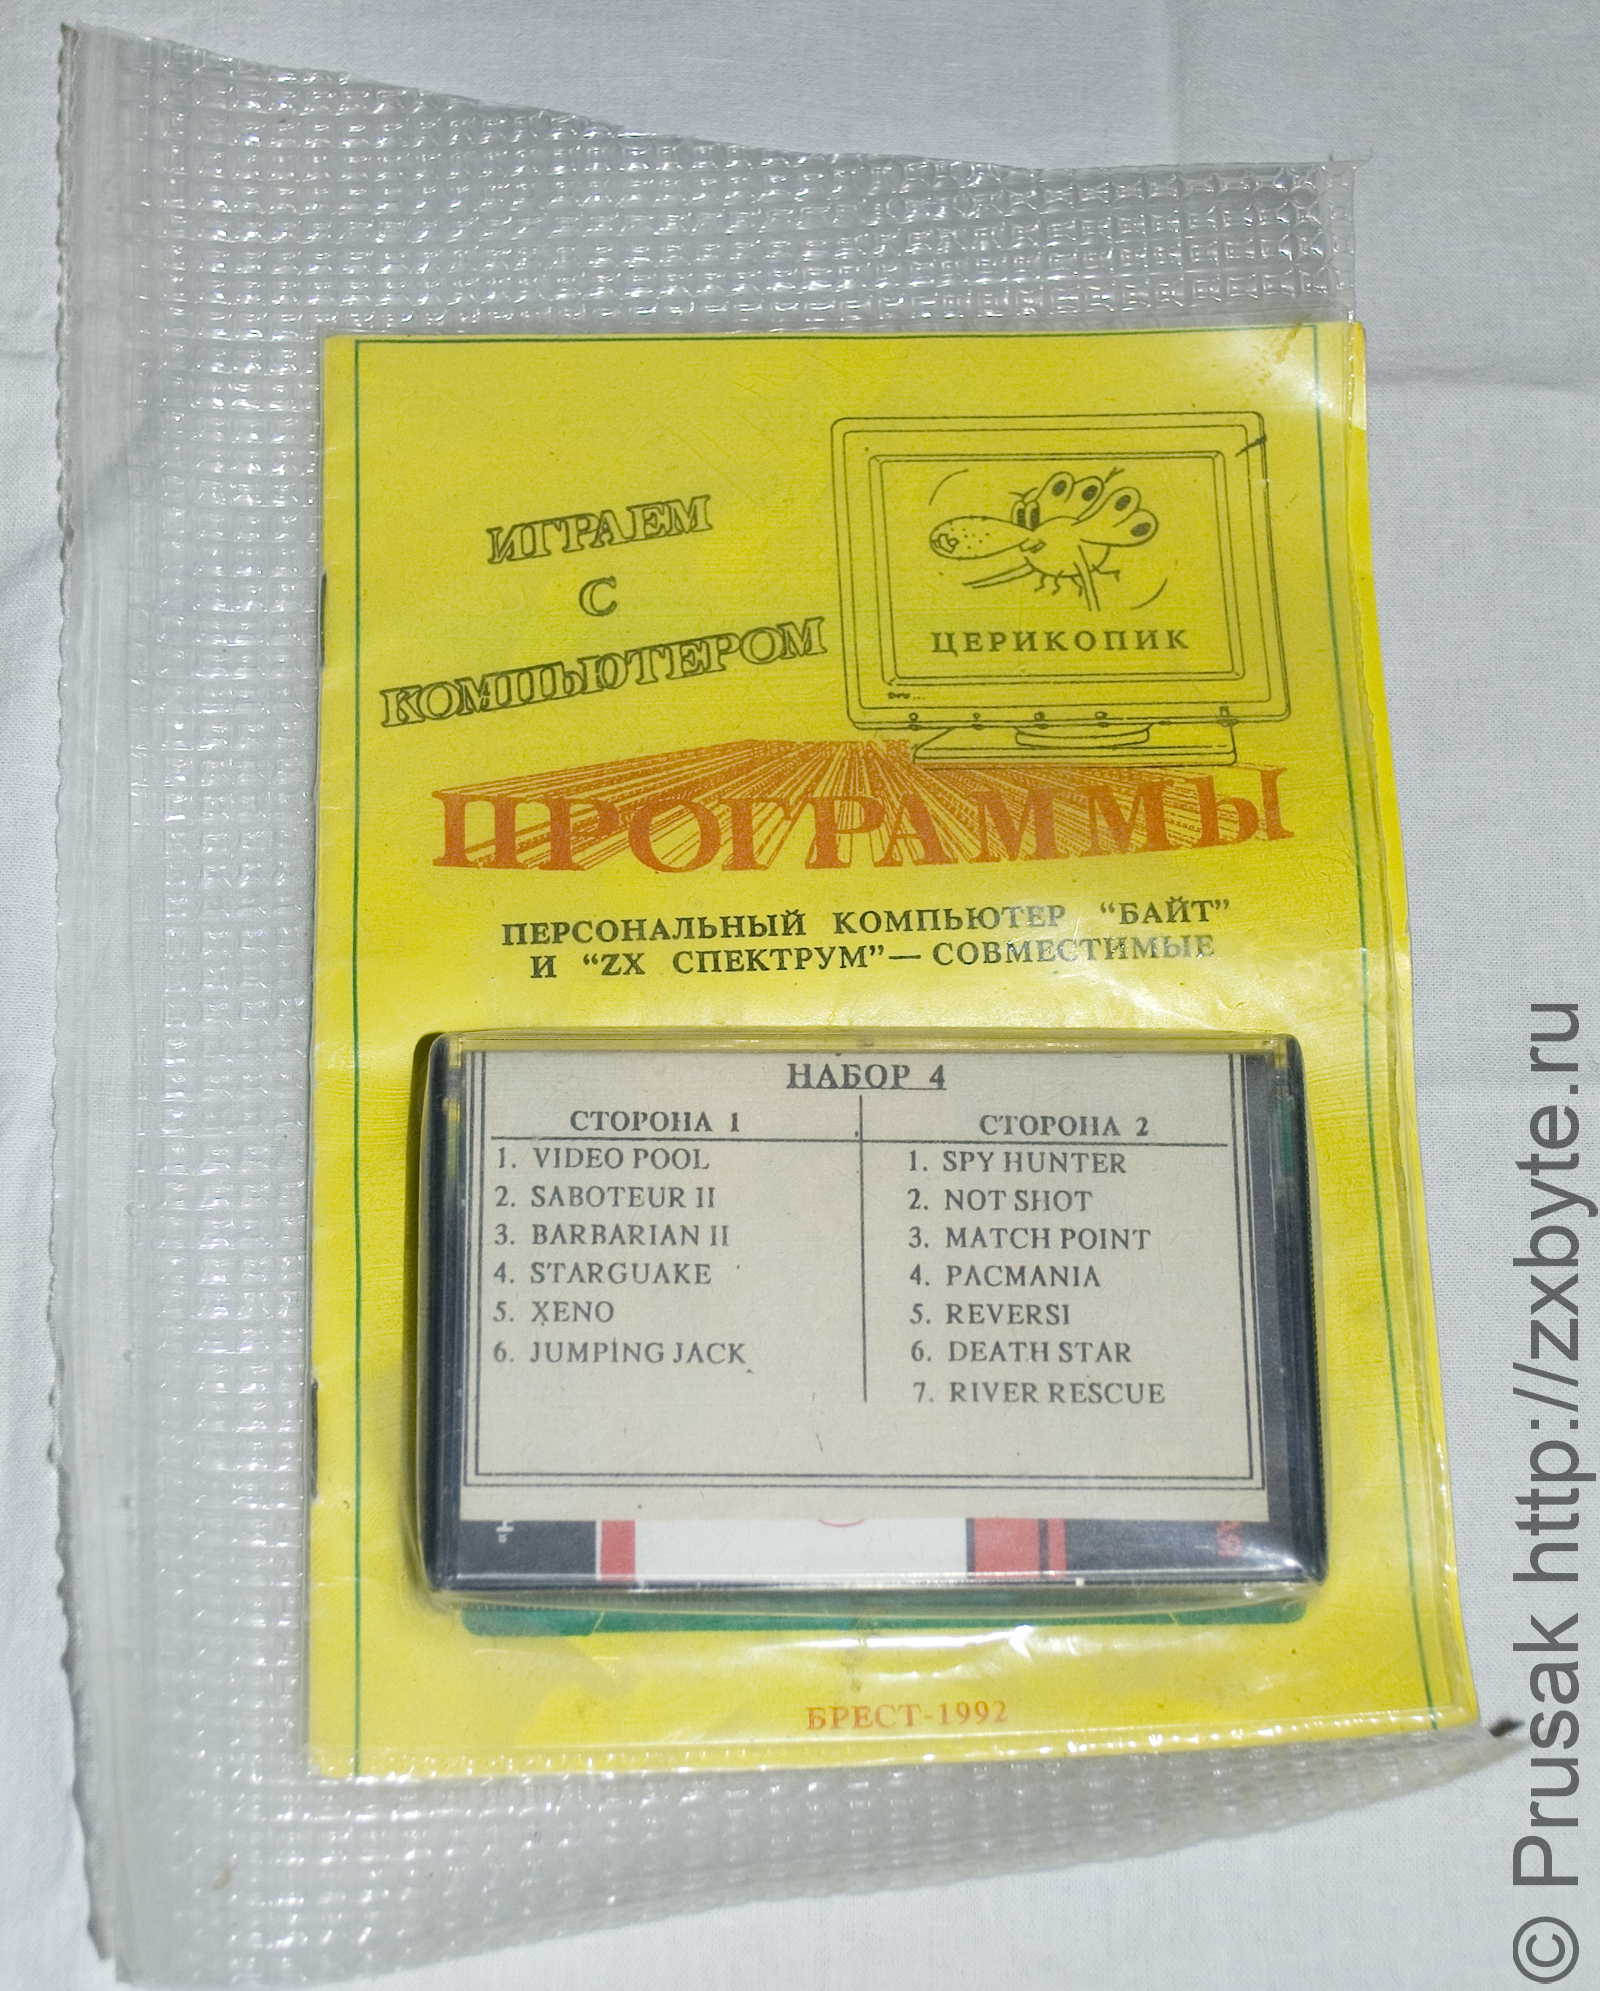 ИГРАЕМ
С
КОМПЬЮТЕРОМ
ЦЕРИКОПИК
ПРОГРАММЫ
ПЕРСОНАЛЬНЫЙ КОМПЬЮТЕР “БАЙТ”
И “ZX СПЕКТРУМ”—СОВМЕСТИМЫЕ
НАБОР 4
СТОРОНА 1
1. VIDEO POOL
2. SABOTEUR II
3. BARBARIAN II
4. STARGUAKE
5. XENO
6. JUMPING JACK
СТОРОНА 2
1. SPY HUNTER
2. NOT SHOT
3. MATCH POINT
4. PACMANIA
5. REVERSI
6. DEATH STAR
7. RIVER RESCUE
БРЕСТ-1992
© Prusak http://zxbyte.ru